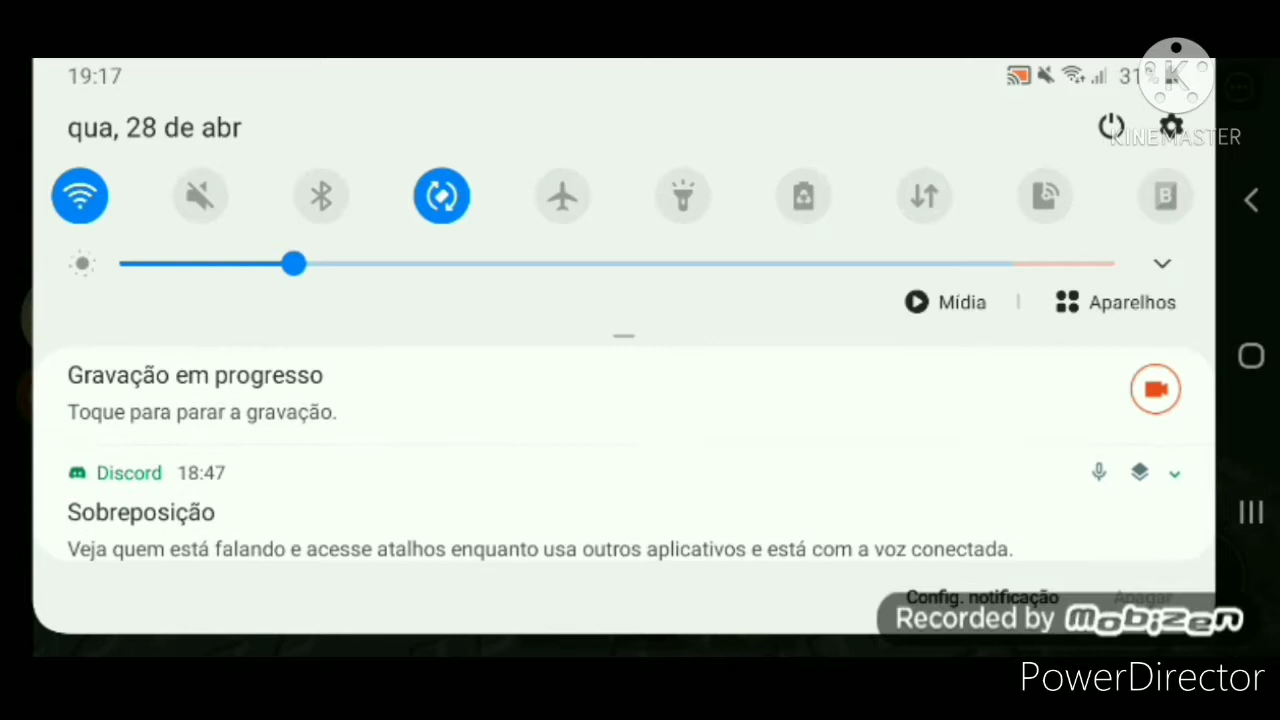 19:17
31%
qua, 28 de abr
KINEMASTER
Mídia
Aparelhos
Gravação em progresso
Toque para parar a gravação.
Discord 18:47
Sobreposição
Veja quem está falando e acesse atalhos enquanto usa outros aplicativos e está com a voz conectada.
Config. notificação
Apagar
Recorded by mobizen
PowerDirector